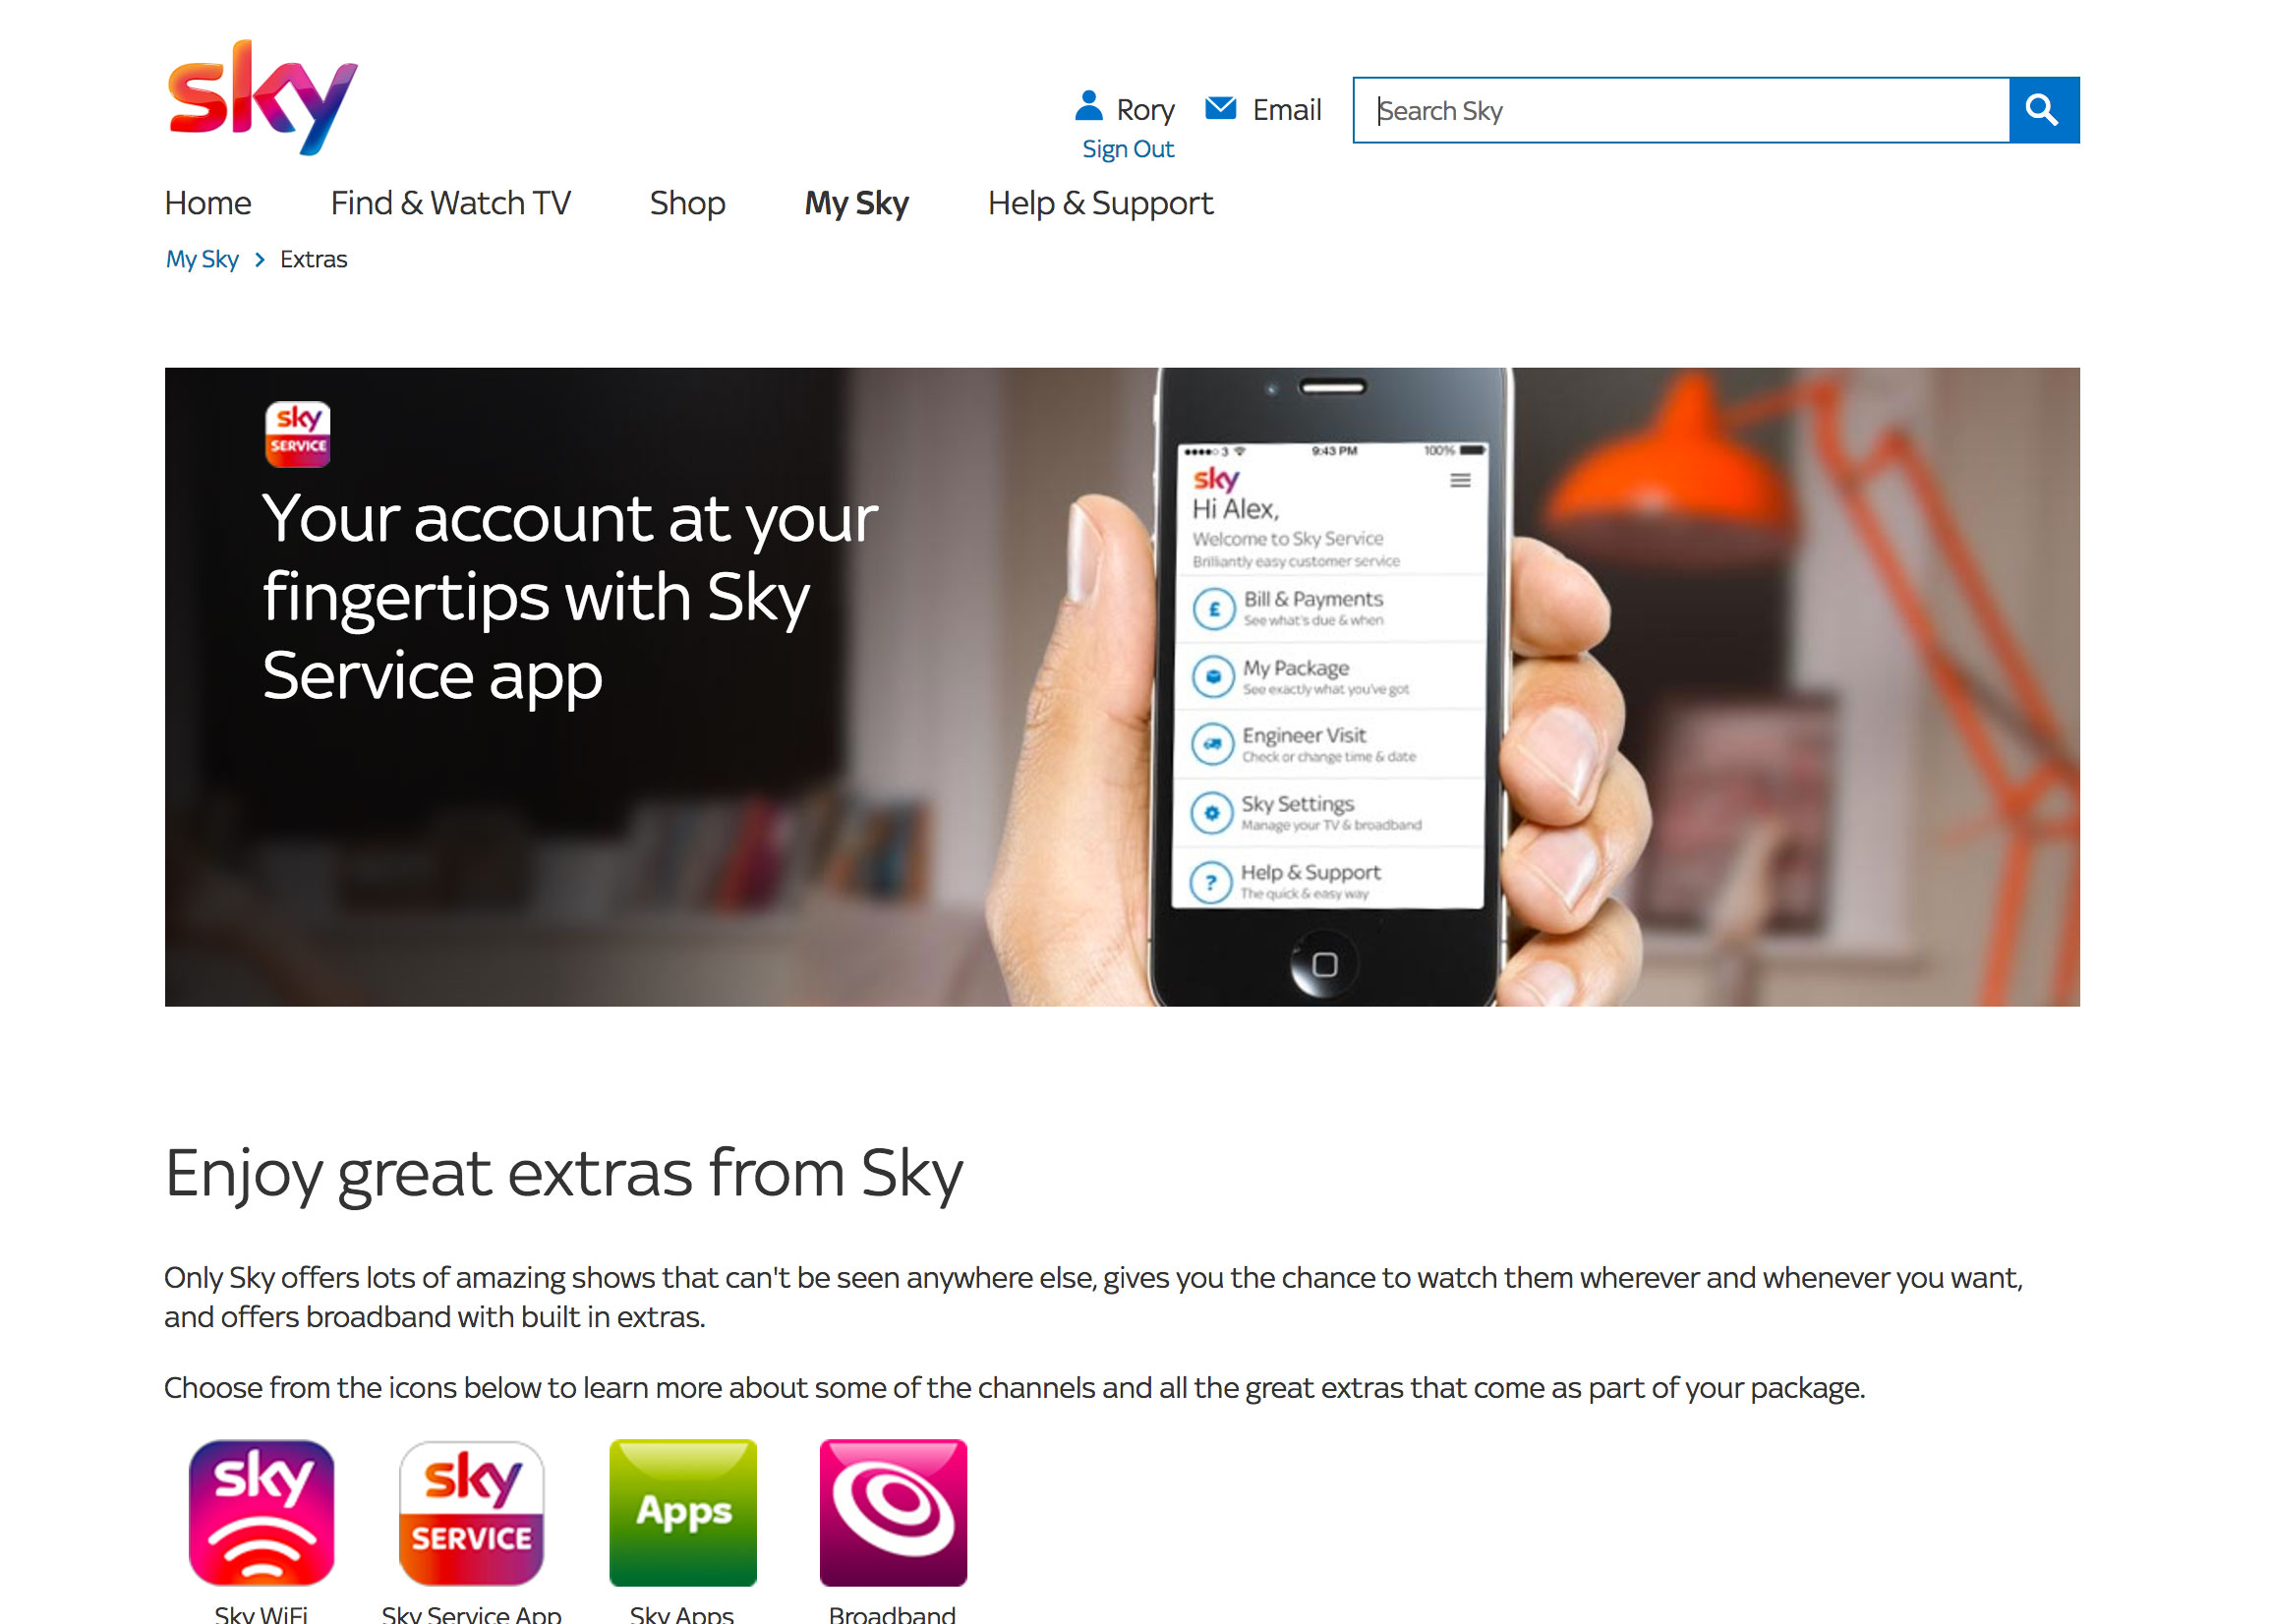 sky
Rory
Email
Search Sky
Sign Out
Home
Find & Watch TV
Shop
My Sky
Help & Support
My Sky > Extras
sky
SERVICE
Your account at your
fingertips with Sky
Service app
3
9:43 PM
100%
sky
Hi Alex,
Welcome to Sky Service
Brilliantly easy customer service
£
Bill & Payments
See what's due & when
My Package
See exactly what you've got
Engineer Visit
Check or change time & date
Sky Settings
Manage your TV & broadband
?
Help & Support
The quick & easy way
Enjoy great extras from Sky
Only Sky offers lots of amazing shows that can't be seen anywhere else, gives you the chance to watch them wherever and whenever you want,
and offers broadband with built in extras.
Choose from the icons below to learn more about some of the channels and all the great extras that come as part of your package.
sky
sky
SERVICE
Apps
Sky WiFi
Sky Service App
Sky Apps
Broadband